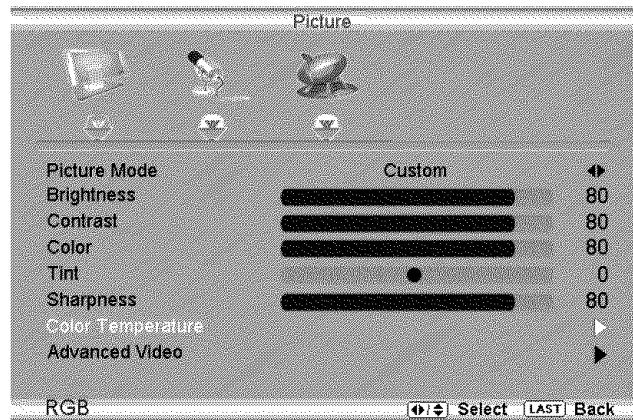 Picture
Picture Mode Custom
Brightness 80
Contrast 80
Color 80
Tint 0
Sharpness 80
Color Temperature
Advanced Video
RGB Select LAST Back